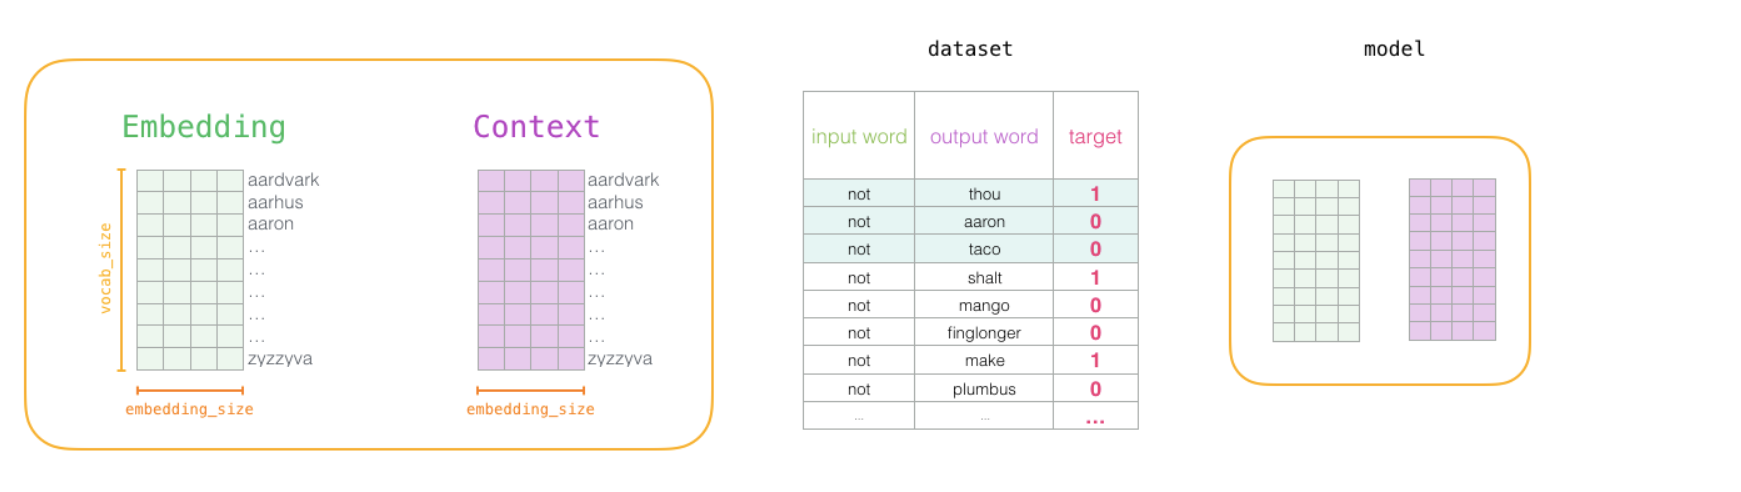 Embedding
aardvark
aarhus
aaron
...
...
...
...
...
zyzzyva
vocab_size
embedding_size
Context
aardvark
aarhus
aaron
...
...
...
...
...
zyzzyva
embedding_size
dataset
input word output word target
not thou 1
not aaron 0
not taco 0
not shalt 1
not mango 0
not finglonger 0
not make 1
not plumbus 0
... ... ...
model